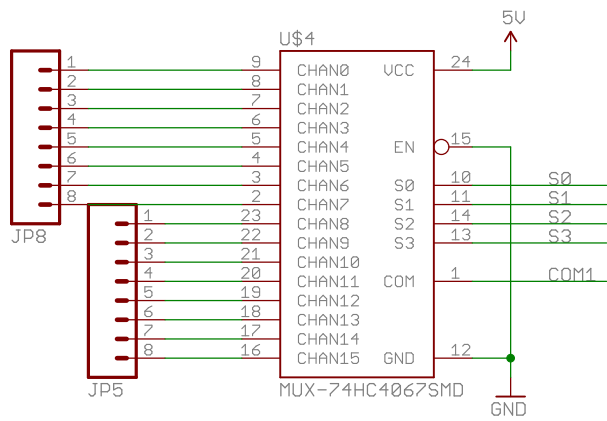 5V
U$4
1 9 CHAN0 VCC 24
2 8 CHAN1
3 7 CHAN2
4 6 CHAN3
5 5 CHAN4 EN 15
6 4 CHAN5
7 3 CHAN6 S0 10 S0
8 2 CHAN7 S1 11 S1
1 23 CHAN8 S2 14 S2
JP8 2 22 CHAN9 S3 13 S3
3 21 CHAN10
4 20 CHAN11 COM 1 COM1
5 19 CHAN12
6 18 CHAN13
7 17 CHAN14
8 16 CHAN15 GND 12
JP5 MUX-74HC4067SMD
GND